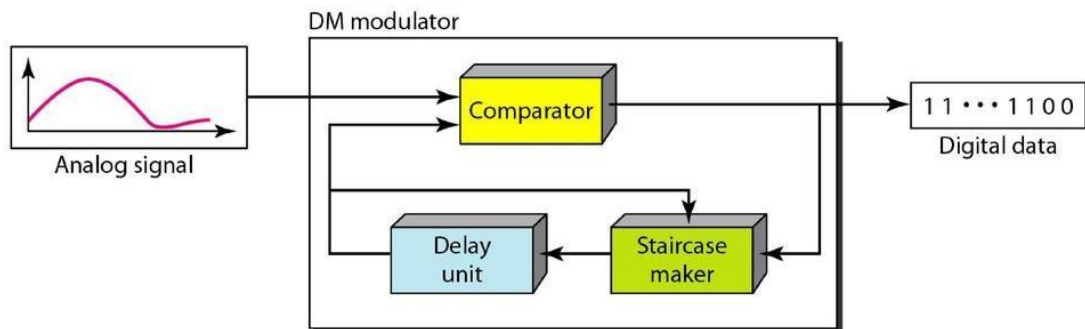 DM modulator
Analog signal
Comparator
11•••1100
Digital data
Delay
unit
Staircase
maker